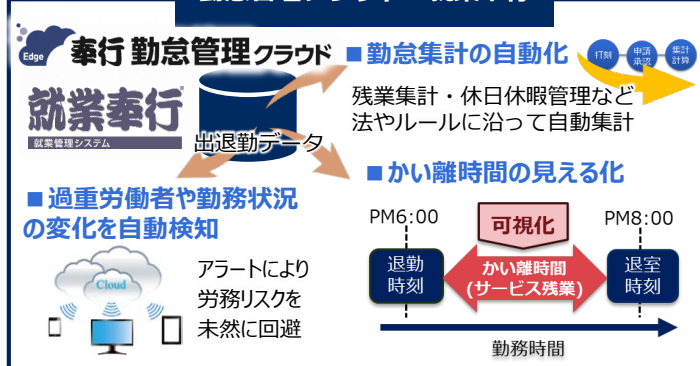 Edge 奉行 勤怠管理クラウド
就業奉行
就業管理システム
出退勤データ
■勤怠集計の自動化
打刻
申請
承認
集計
計算
残業集計・休日休暇管理など
法やルールに沿って自動集計
■過重労働者や勤務状況
の変化を自動検知
Cloud
アラートにより
労務リスクを
未然に回避
■かい離時間の見える化
PM6:00
可視化
PM8:00
退勤
時刻
かい離時間
(サービス残業)
退室
時刻
勤務時間